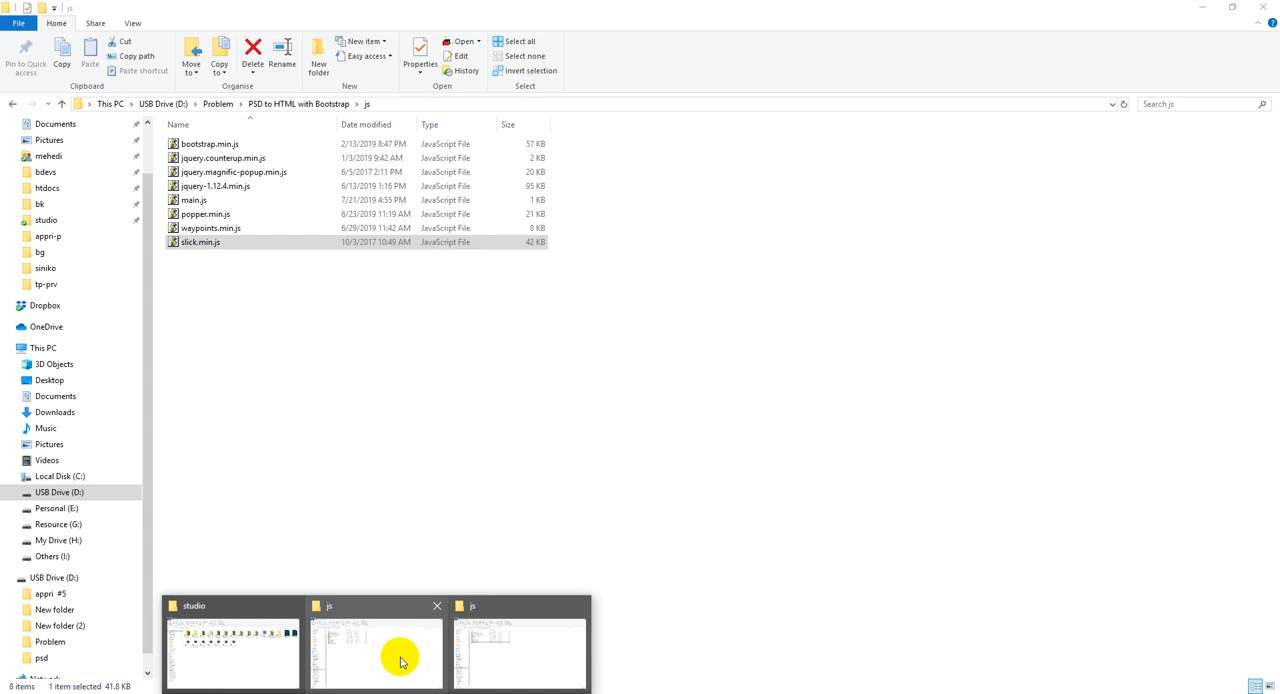 js
File Home Share View
Pin to Quick access
Copy
Paste
Cut
Copy path
Paste shortcut
Clipboard
Move to
Copy to
Delete
Rename
Organise
New folder
New item
Easy access
New
Properties
Open
Edit
History
Open
Select all
Select none
Invert selection
Select
This PC > USB Drive (D:) > Problem > PSD to HTML with Bootstrap > js
Search js
Documents
Pictures
mehedi
bdevs
htdocs
bk
studio
appri-p
bg
siniko
tp-prv
Dropbox
OneDrive
This PC
3D Objects
Desktop
Documents
Downloads
Music
Pictures
Videos
Local Disk (C:)
USB Drive (D:)
Personal (E:)
Resource (G:)
My Drive (H:)
Others (I:)
USB Drive (D:)
appri #5
New folder
New folder (2)
Problem
psd
Name Date modified Type Size
bootstrap.min.js 2/13/2019 8:47 PM JavaScript File 57 KB
jquery.counterup.min.js 1/3/2019 9:42 AM JavaScript File 2 KB
jquery.magnific-popup.min.js 6/5/2017 2:11 PM JavaScript File 20 KB
jquery-1.12.4.min.js 6/13/2019 1:16 PM JavaScript File 95 KB
main.js 7/21/2019 4:55 PM JavaScript File 1 KB
popper.min.js 6/23/2019 11:19 AM JavaScript File 21 KB
waypoints.min.js 6/29/2019 11:42 AM JavaScript File 8 KB
slick.min.js 10/3/2017 10:49 AM JavaScript File 42 KB
studio
js
js
8 items 1 item selected 41.8 KB